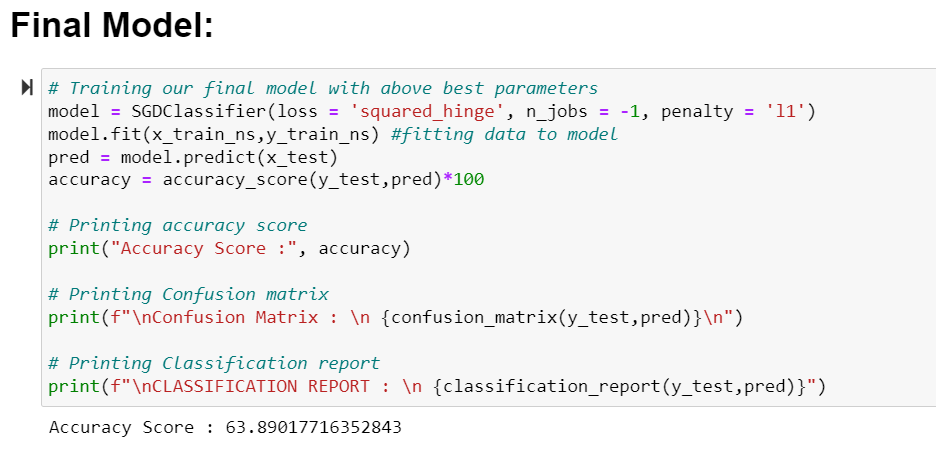 Final Model:
# Training our final model with above best parameters
model = SGDClassifier(loss = 'squared_hinge', n_jobs = -1, penalty = 'l1')
model.fit(x_train_ns,y_train_ns) #fitting data to model
pred = model.predict(x_test)
accuracy = accuracy_score(y_test,pred)*100
# Printing accuracy score
print("Accuracy Score :", accuracy)
# Printing Confusion matrix
print(f"\nConfusion Matrix : \n {confusion_matrix(y_test,pred)}\n")
# Printing Classification report
print(f"\nCLASSIFICATION REPORT : \n {classification_report(y_test,pred)}")
Accuracy Score : 63.89017716352843